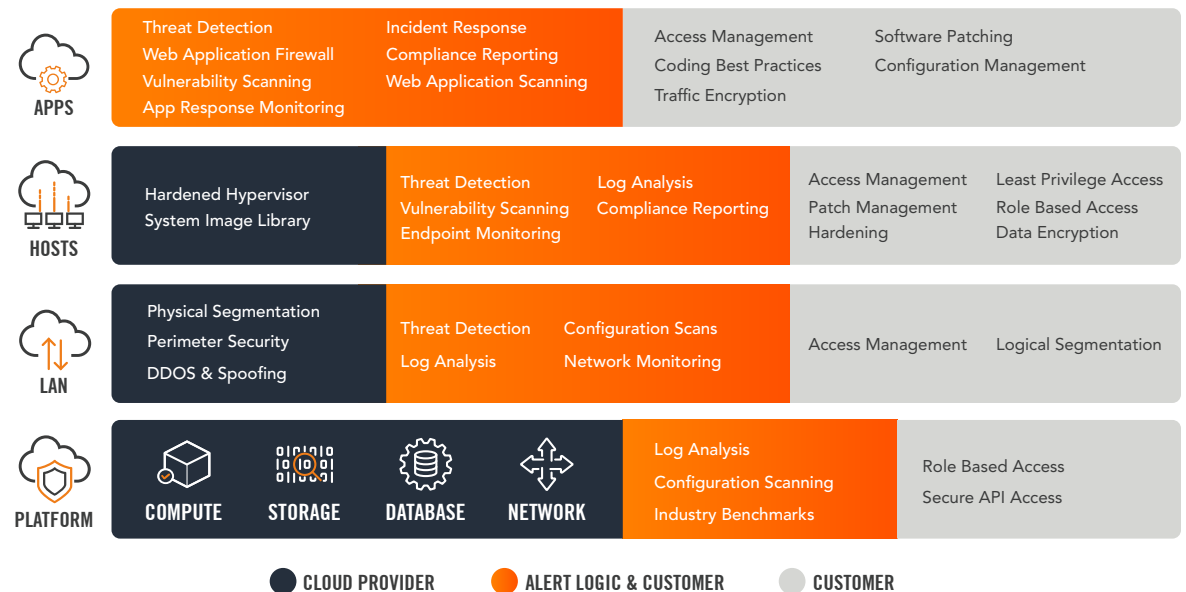 APPS
Threat Detection
Web Application Firewall
Vulnerability Scanning
App Response Monitoring
Incident Response
Compliance Reporting
Web Application Scanning
Access Management
Coding Best Practices
Traffic Encryption
Software Patching
Configuration Management
HOSTS
Hardened Hypervisor
System Image Library
Threat Detection
Vulnerability Scanning
Endpoint Monitoring
Log Analysis
Compliance Reporting
Access Management
Patch Management
Hardening
Least Privilege Access
Role Based Access
Data Encryption
LAN
Physical Segmentation
Perimeter Security
DDOS & Spoofing
Threat Detection
Log Analysis
Configuration Scans
Network Monitoring
Access Management
Logical Segmentation
PLATFORM
COMPUTE
STORAGE
DATABASE
NETWORK
Log Analysis
Configuration Scanning
Industry Benchmarks
Role Based Access
Secure API Access
CLOUD PROVIDER
ALERT LOGIC & CUSTOMER
CUSTOMER